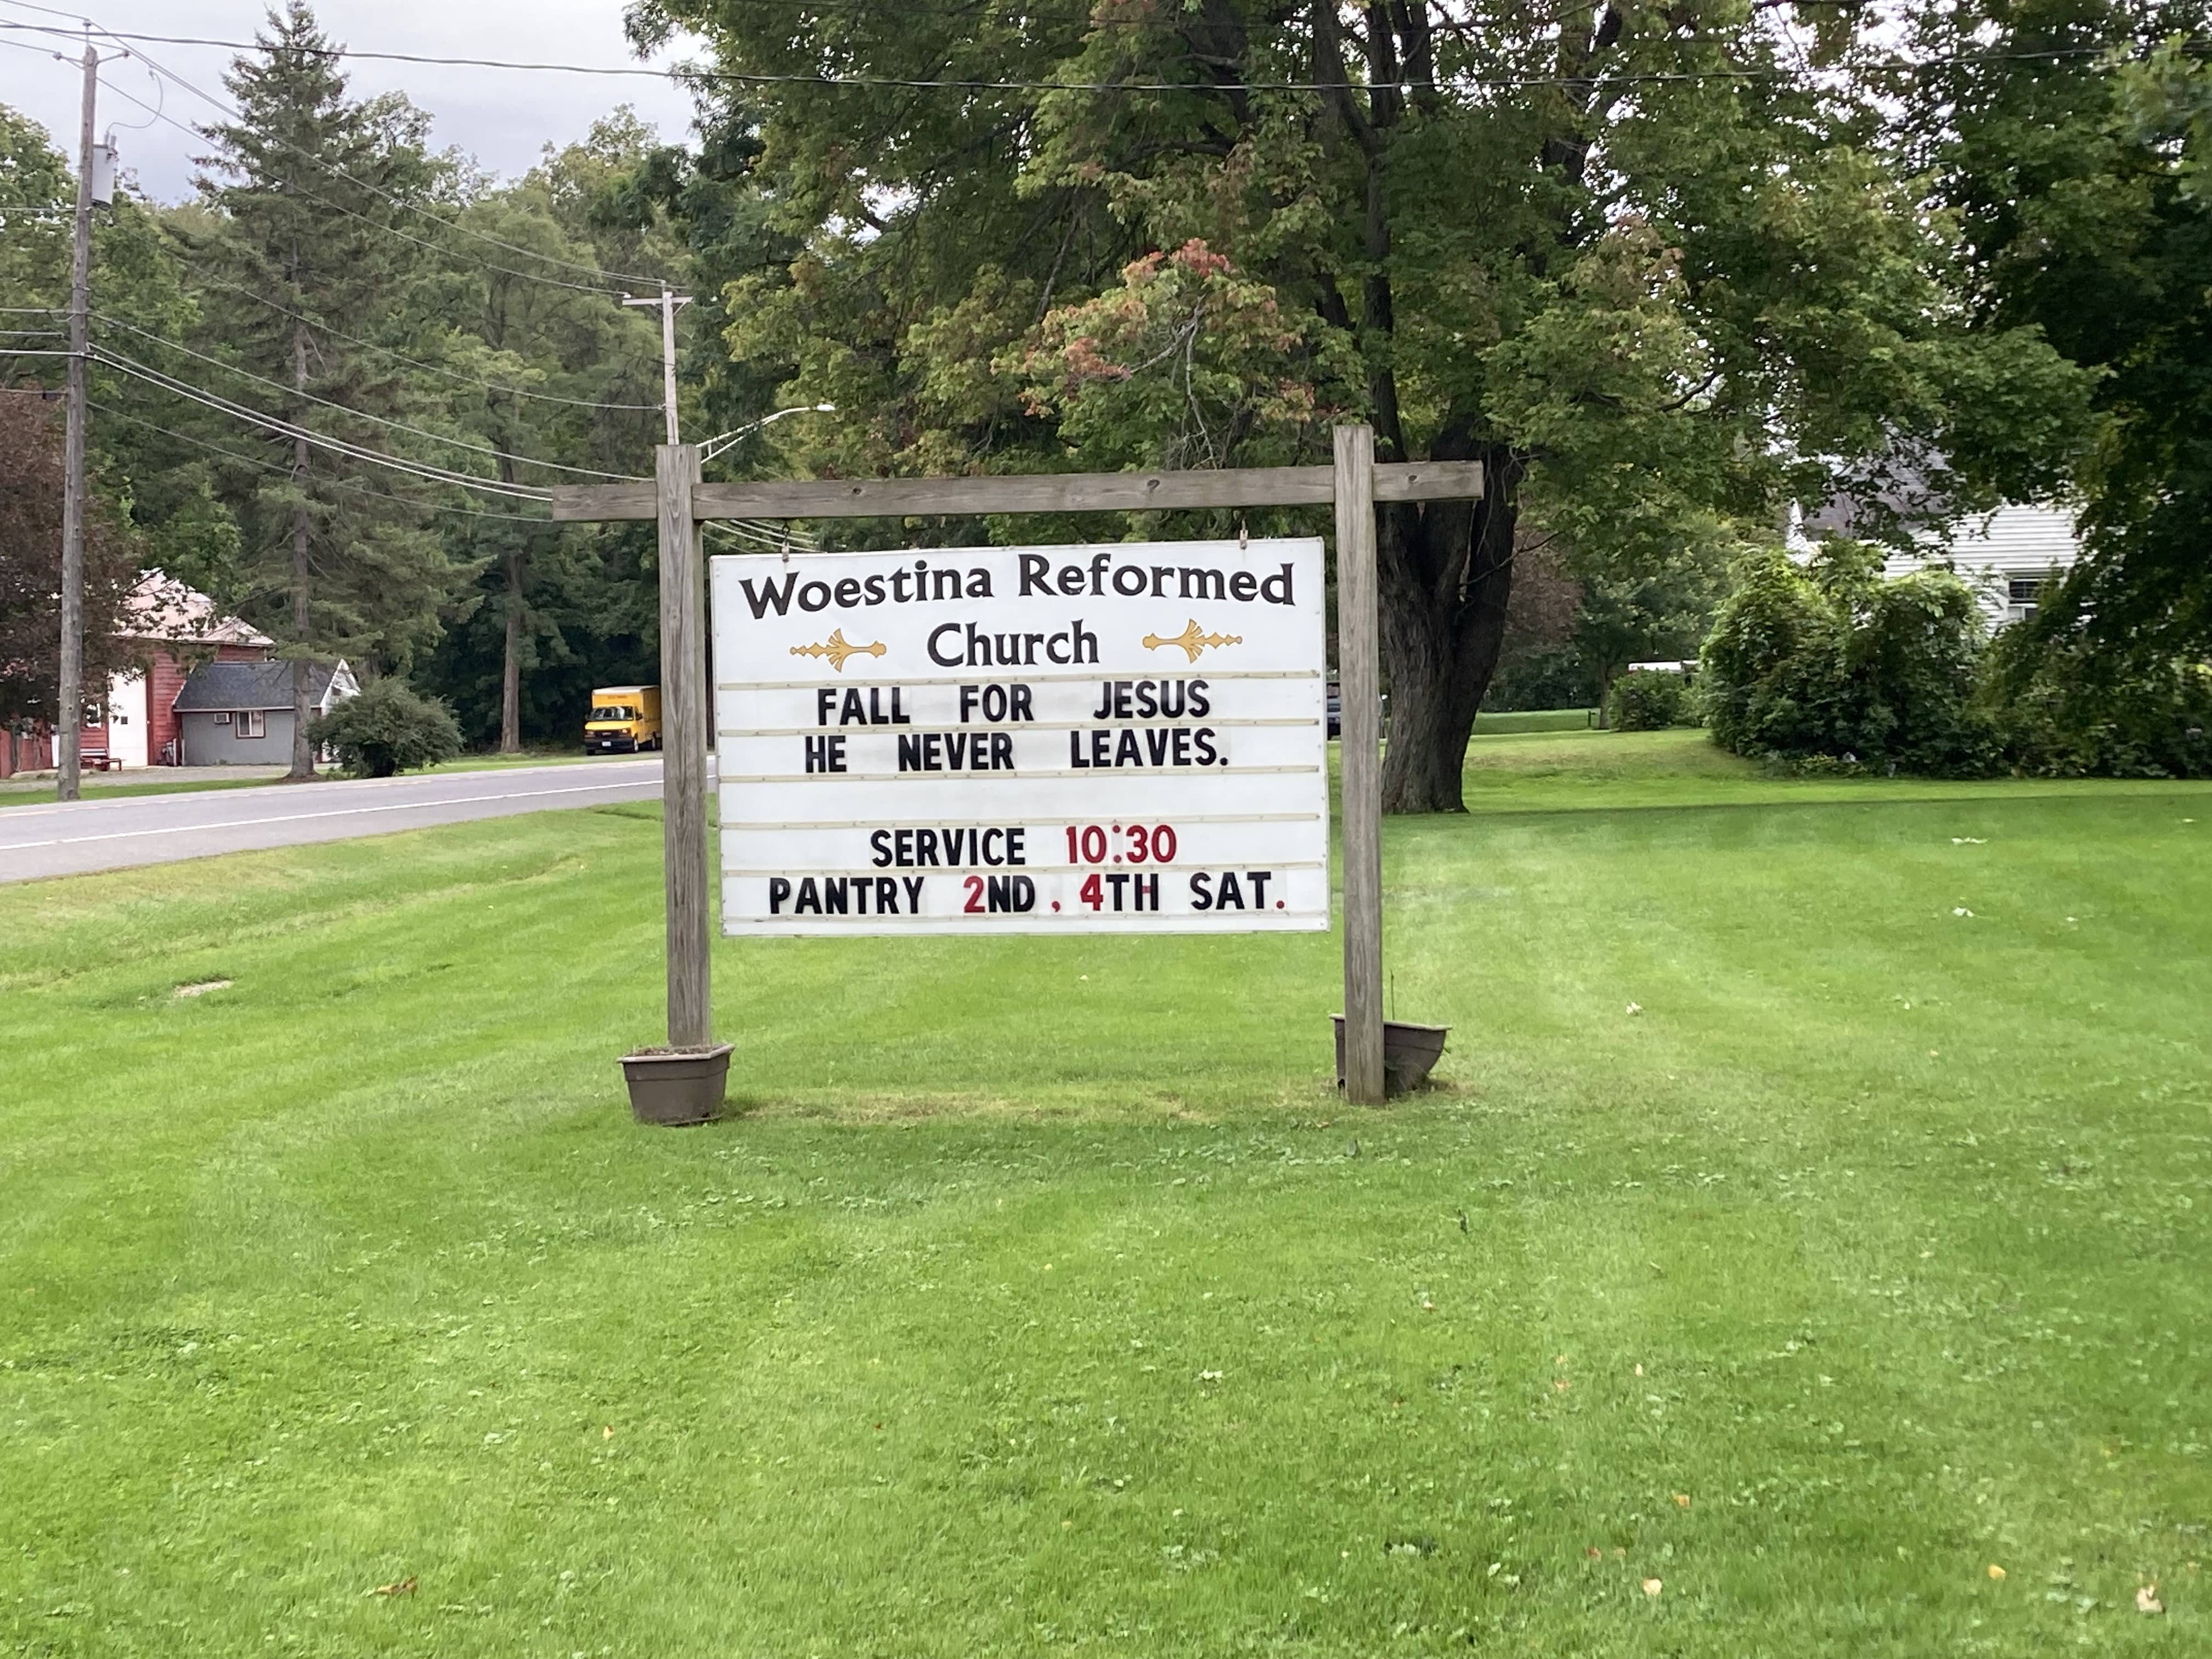 Woestina Reformed
Church
FALL FOR JESUS
HE NEVER LEAVES.
SERVICE 10:30
PANTRY 2ND, 4TH SAT.